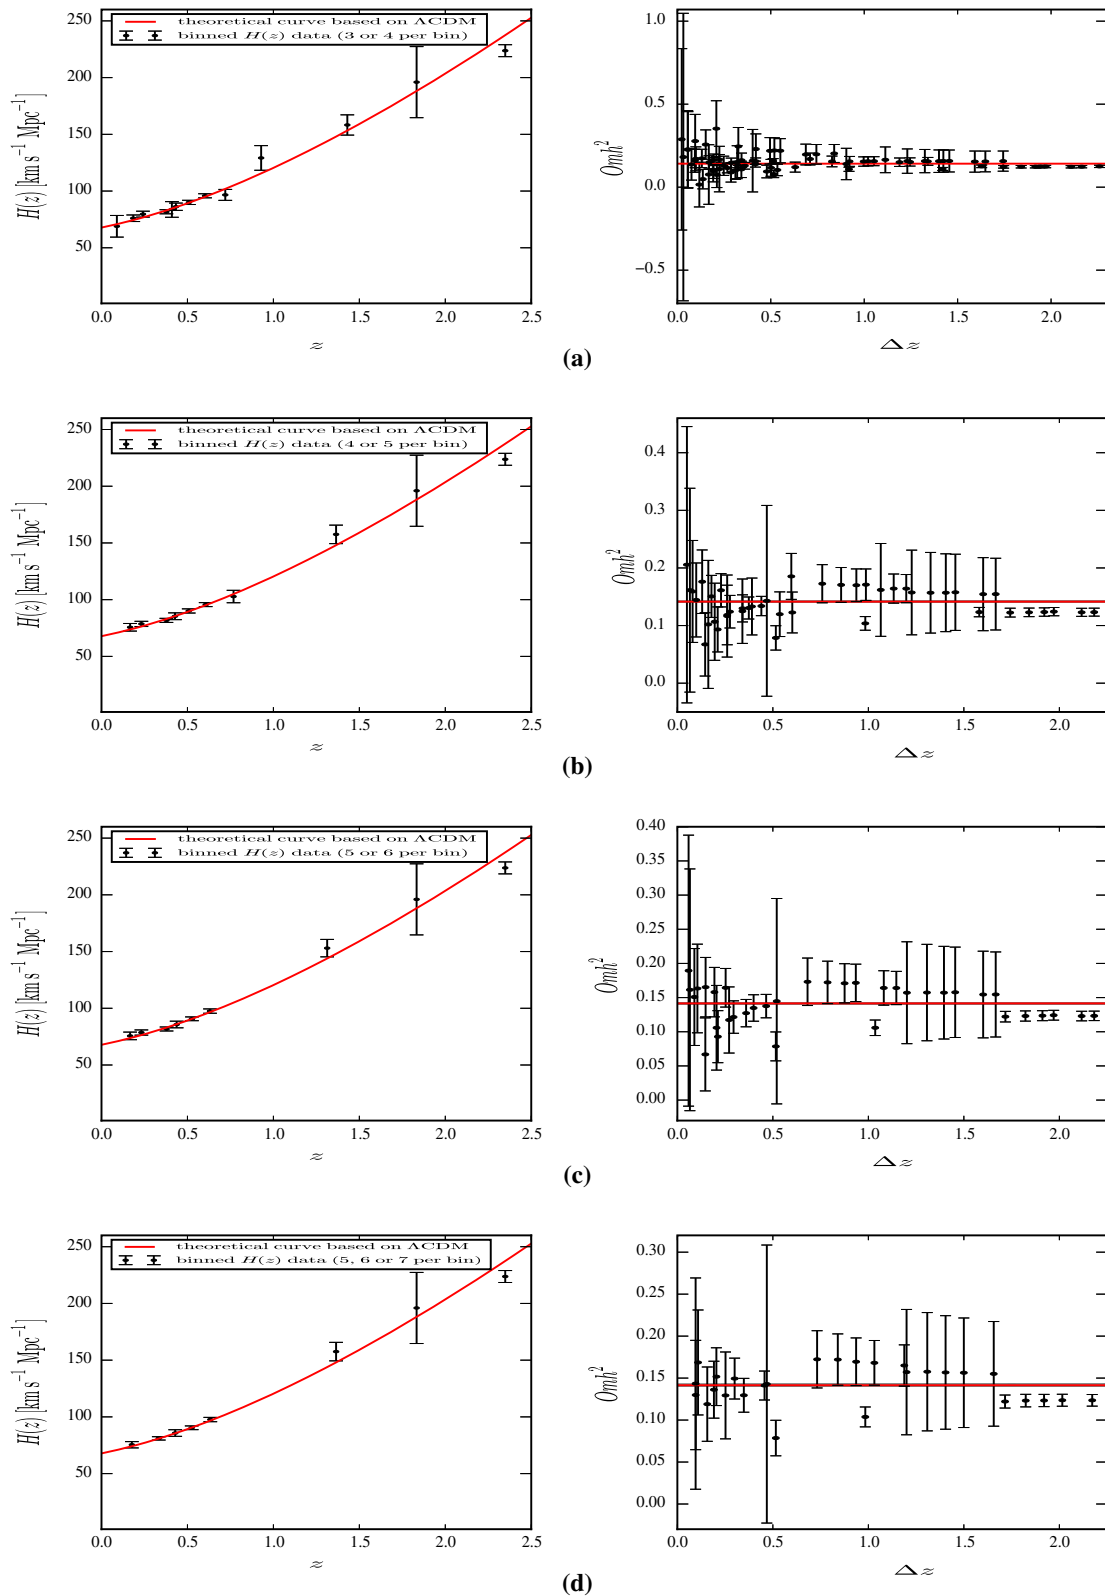 theoretical curve based on ΛCDM
binned H(z) data (3 or 4 per bin)
H(z) [km s⁻¹ Mpc⁻¹]
250
200
150
100
50
0.0 0.5 1.0 1.5 2.0 2.5
z
Omh²
1.0
0.5
0.0
−0.5
0.0 0.5 1.0 1.5 2.0
Δz
(a)
theoretical curve based on ΛCDM
binned H(z) data (4 or 5 per bin)
H(z) [km s⁻¹ Mpc⁻¹]
250
200
150
100
50
0.0 0.5 1.0 1.5 2.0 2.5
z
Omh²
0.4
0.3
0.2
0.1
0.0
0.0 0.5 1.0 1.5 2.0
Δz
(b)
theoretical curve based on ΛCDM
binned H(z) data (5 or 6 per bin)
H(z) [km s⁻¹ Mpc⁻¹]
250
200
150
100
50
0.0 0.5 1.0 1.5 2.0 2.5
z
Omh²
0.40
0.35
0.30
0.25
0.20
0.15
0.10
0.05
0.00
0.0 0.5 1.0 1.5 2.0
Δz
(c)
theoretical curve based on ΛCDM
binned H(z) data (5, 6 or 7 per bin)
H(z) [km s⁻¹ Mpc⁻¹]
250
200
150
100
50
0.0 0.5 1.0 1.5 2.0 2.5
z
Omh²
0.30
0.25
0.20
0.15
0.10
0.05
0.00
0.0 0.5 1.0 1.5 2.0
Δz
(d)